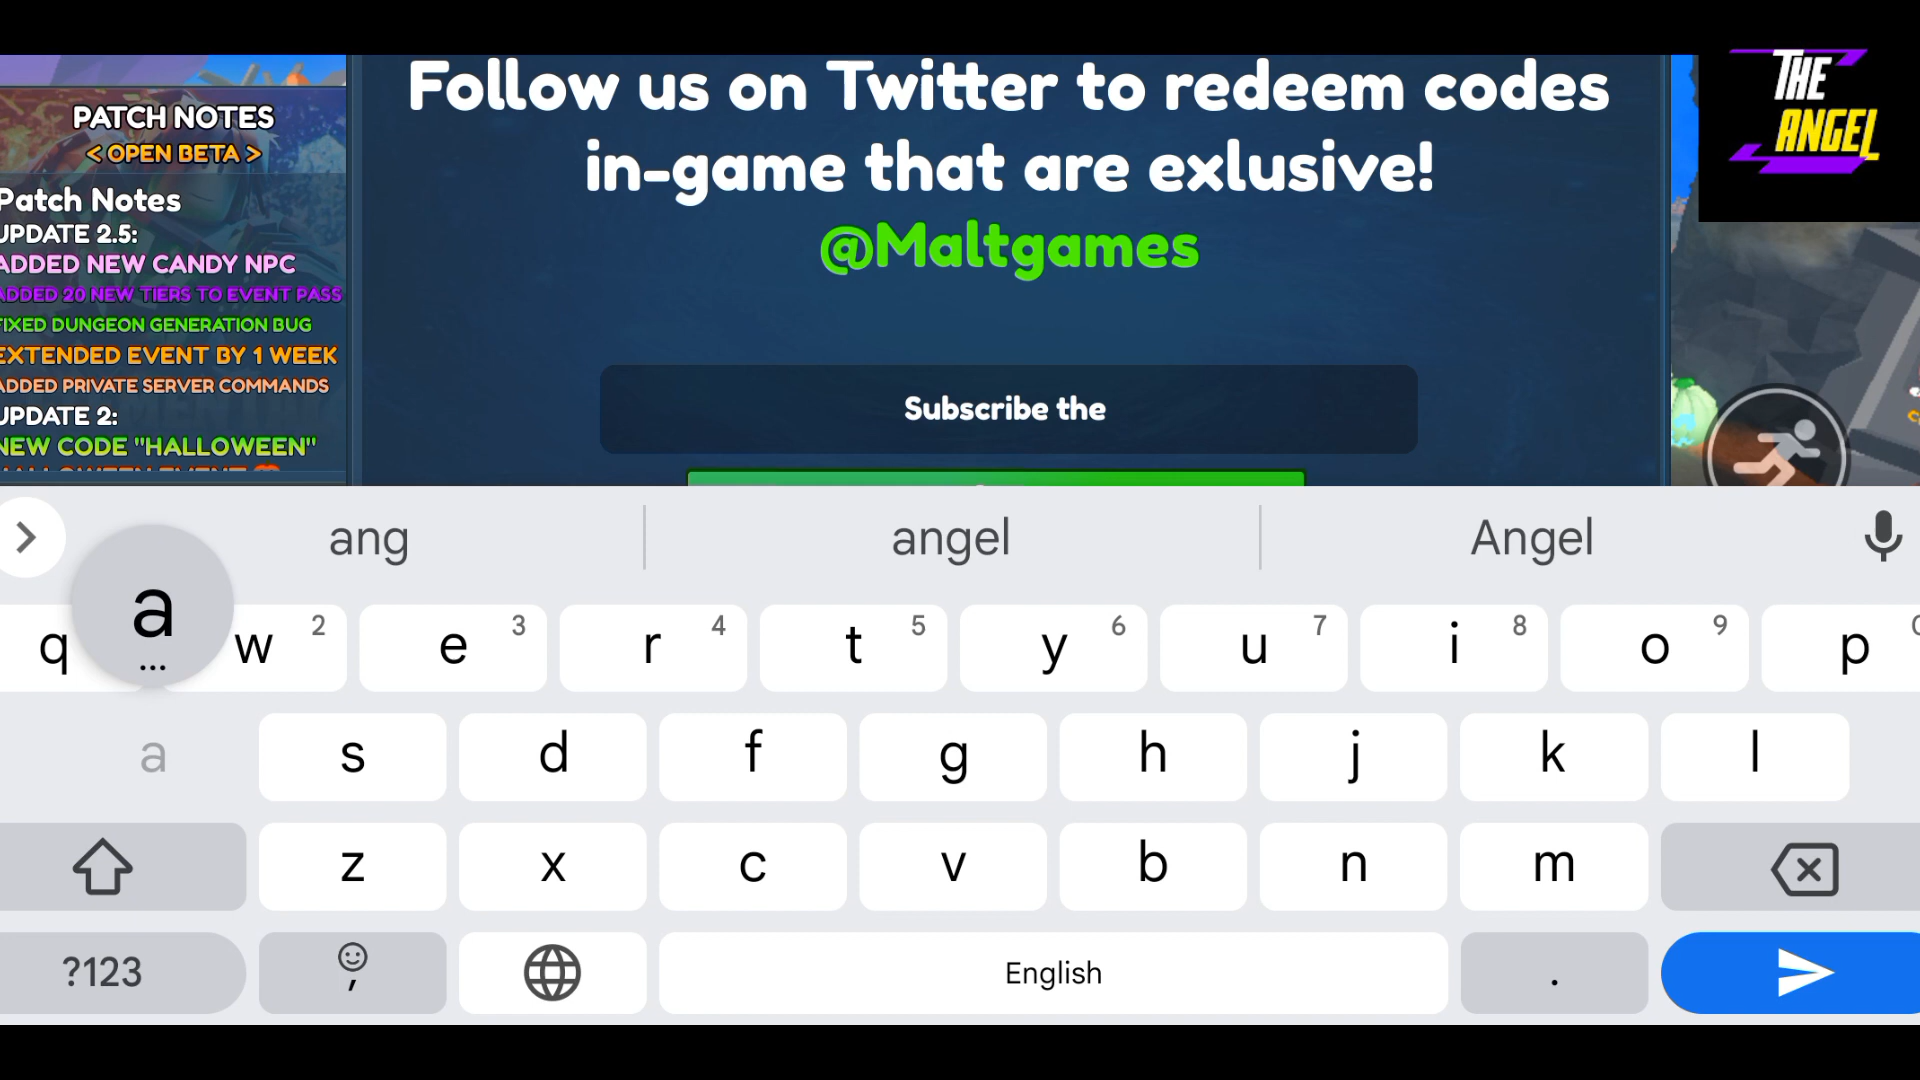 Follow us on Twitter to redeem codes
in-game that are exlusive!
@Maltgames
THE
ANGEL
PATCH NOTES
< OPEN BETA >
Patch Notes
UPDATE 2.5:
ADDED NEW CANDY NPC
ADDED 20 NEW TIERS TO EVENT PASS
FIXED DUNGEON GENERATION BUG
EXTENDED EVENT BY 1 WEEK
ADDED PRIVATE SERVER COMMANDS
UPDATE 2:
NEW CODE "HALLOWEEN"
HALLOWEEN EVENT
Subscribe the
ang angel Angel
a
...
q w 2 e 3 r 4 t 5 y 6 u 7 i 8 o 9 p 0
a s d f g h j k l
z x c v b n m
?123 , English .